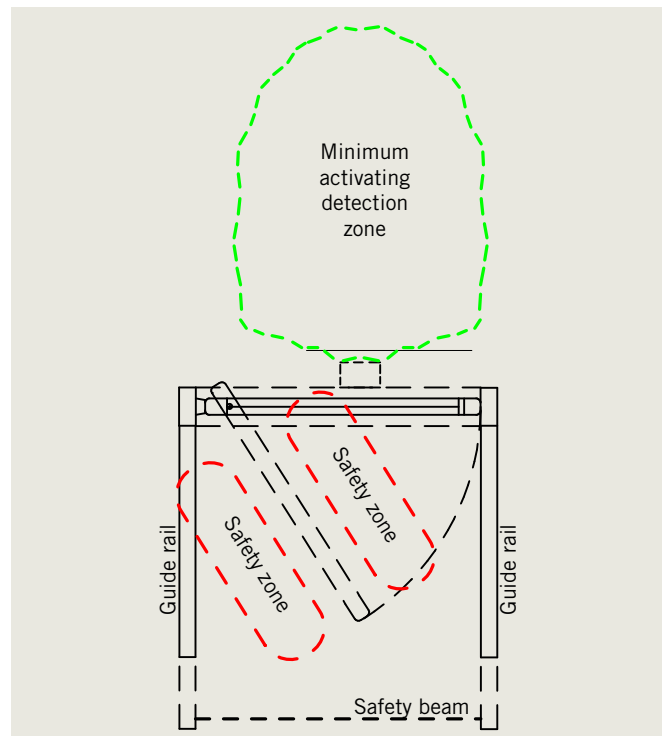 Minimum
activating
detection
zone
Safety zone
Safety zone
Guide rail
Guide rail
Safety beam